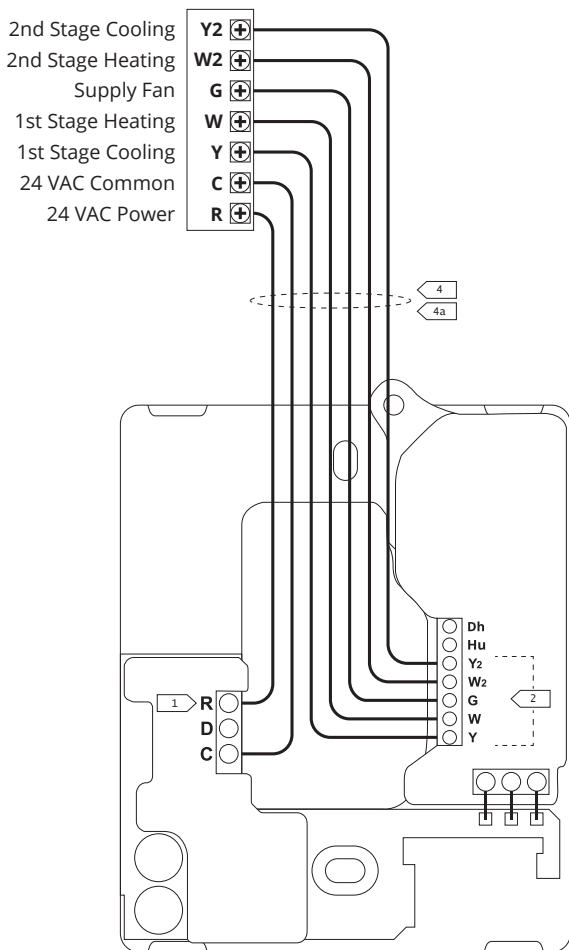 2nd Stage Cooling Y2
2nd Stage Heating W2
Supply Fan G
1st Stage Heating W
1st Stage Cooling Y
24 VAC Common C
24 VAC Power R
4
4a
Dh
Hu
Y2
W2
G
W
Y
2
1
R
D
C